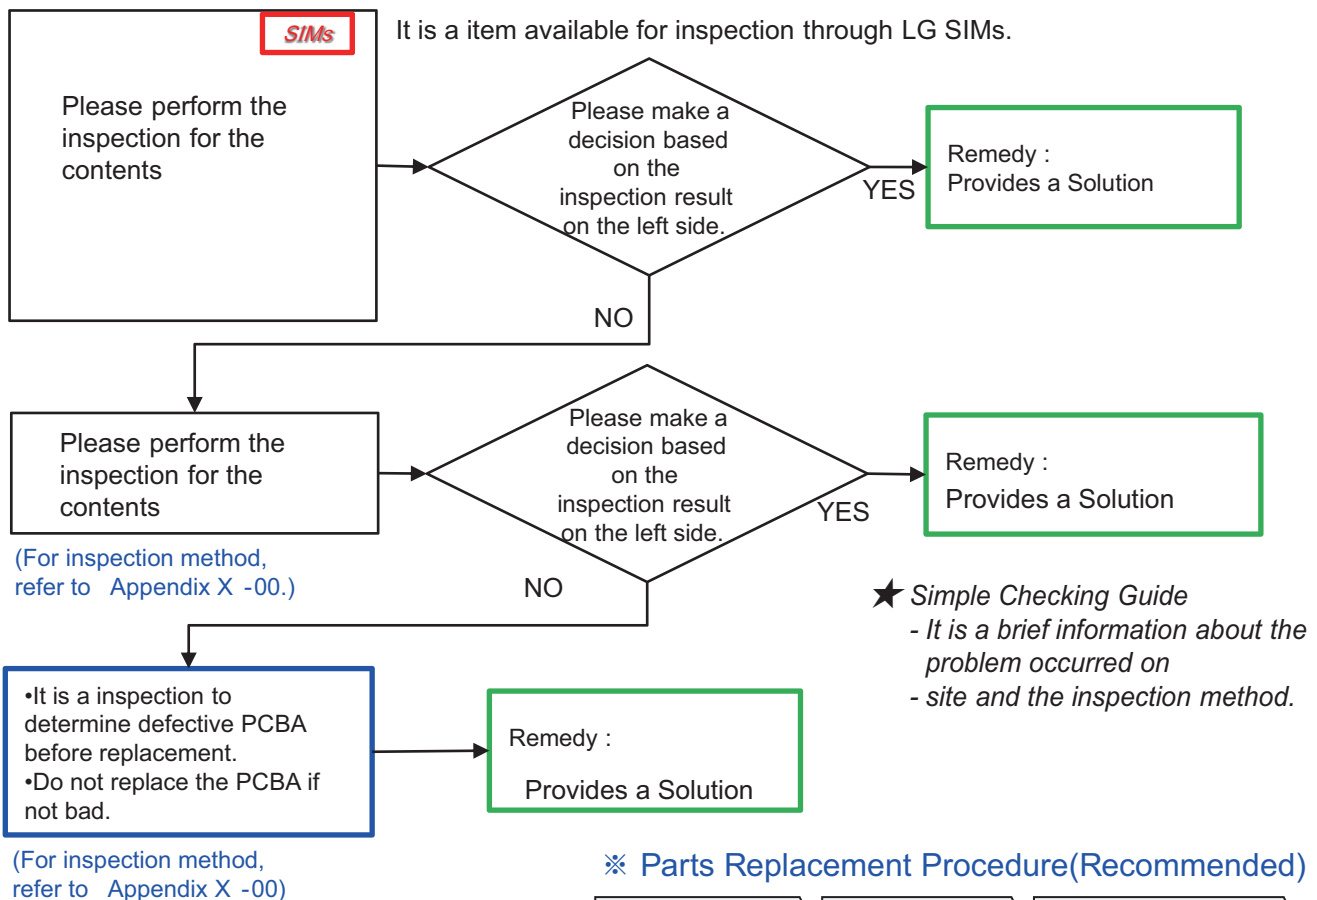 SIMs
It is a item available for inspection through LG SIMs.
Please perform the
inspection for the
contents
Please make a
decision based
on the
inspection result
on the left side.
YES
Remedy :
Provides a Solution
NO
Please perform the
inspection for the
contents
(For inspection method,
refer to Appendix X -00.)
Please make a
decision based
on the
inspection result
on the left side.
YES
Remedy :
Provides a Solution
NO
★ Simple Checking Guide
- It is a brief information about the
problem occurred on
- site and the inspection method.
•It is a inspection to
determine defective PCBA
before replacement.
•Do not replace the PCBA if
not bad.
(For inspection method,
refer to Appendix X -00)
Remedy :
Provides a Solution
※ Parts Replacement Procedure(Recommended)